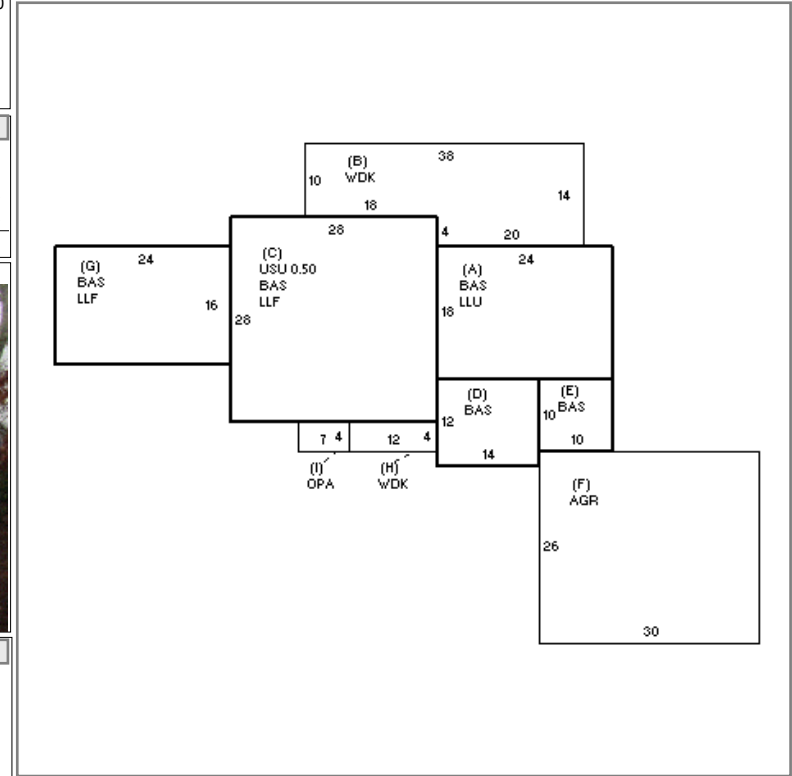 38
(B)
WDK
10
14
18
28
4
20
24
(G)
BAS
LLF
24
16
(C)
USU 0.50
BAS
LLF
28
(A)
BAS
LLU
18
(D)
BAS
12
14
(E)
BAS
10
10
7 4
12 4
(I)
OPA
(H)
WDK
(F)
AGR
26
30